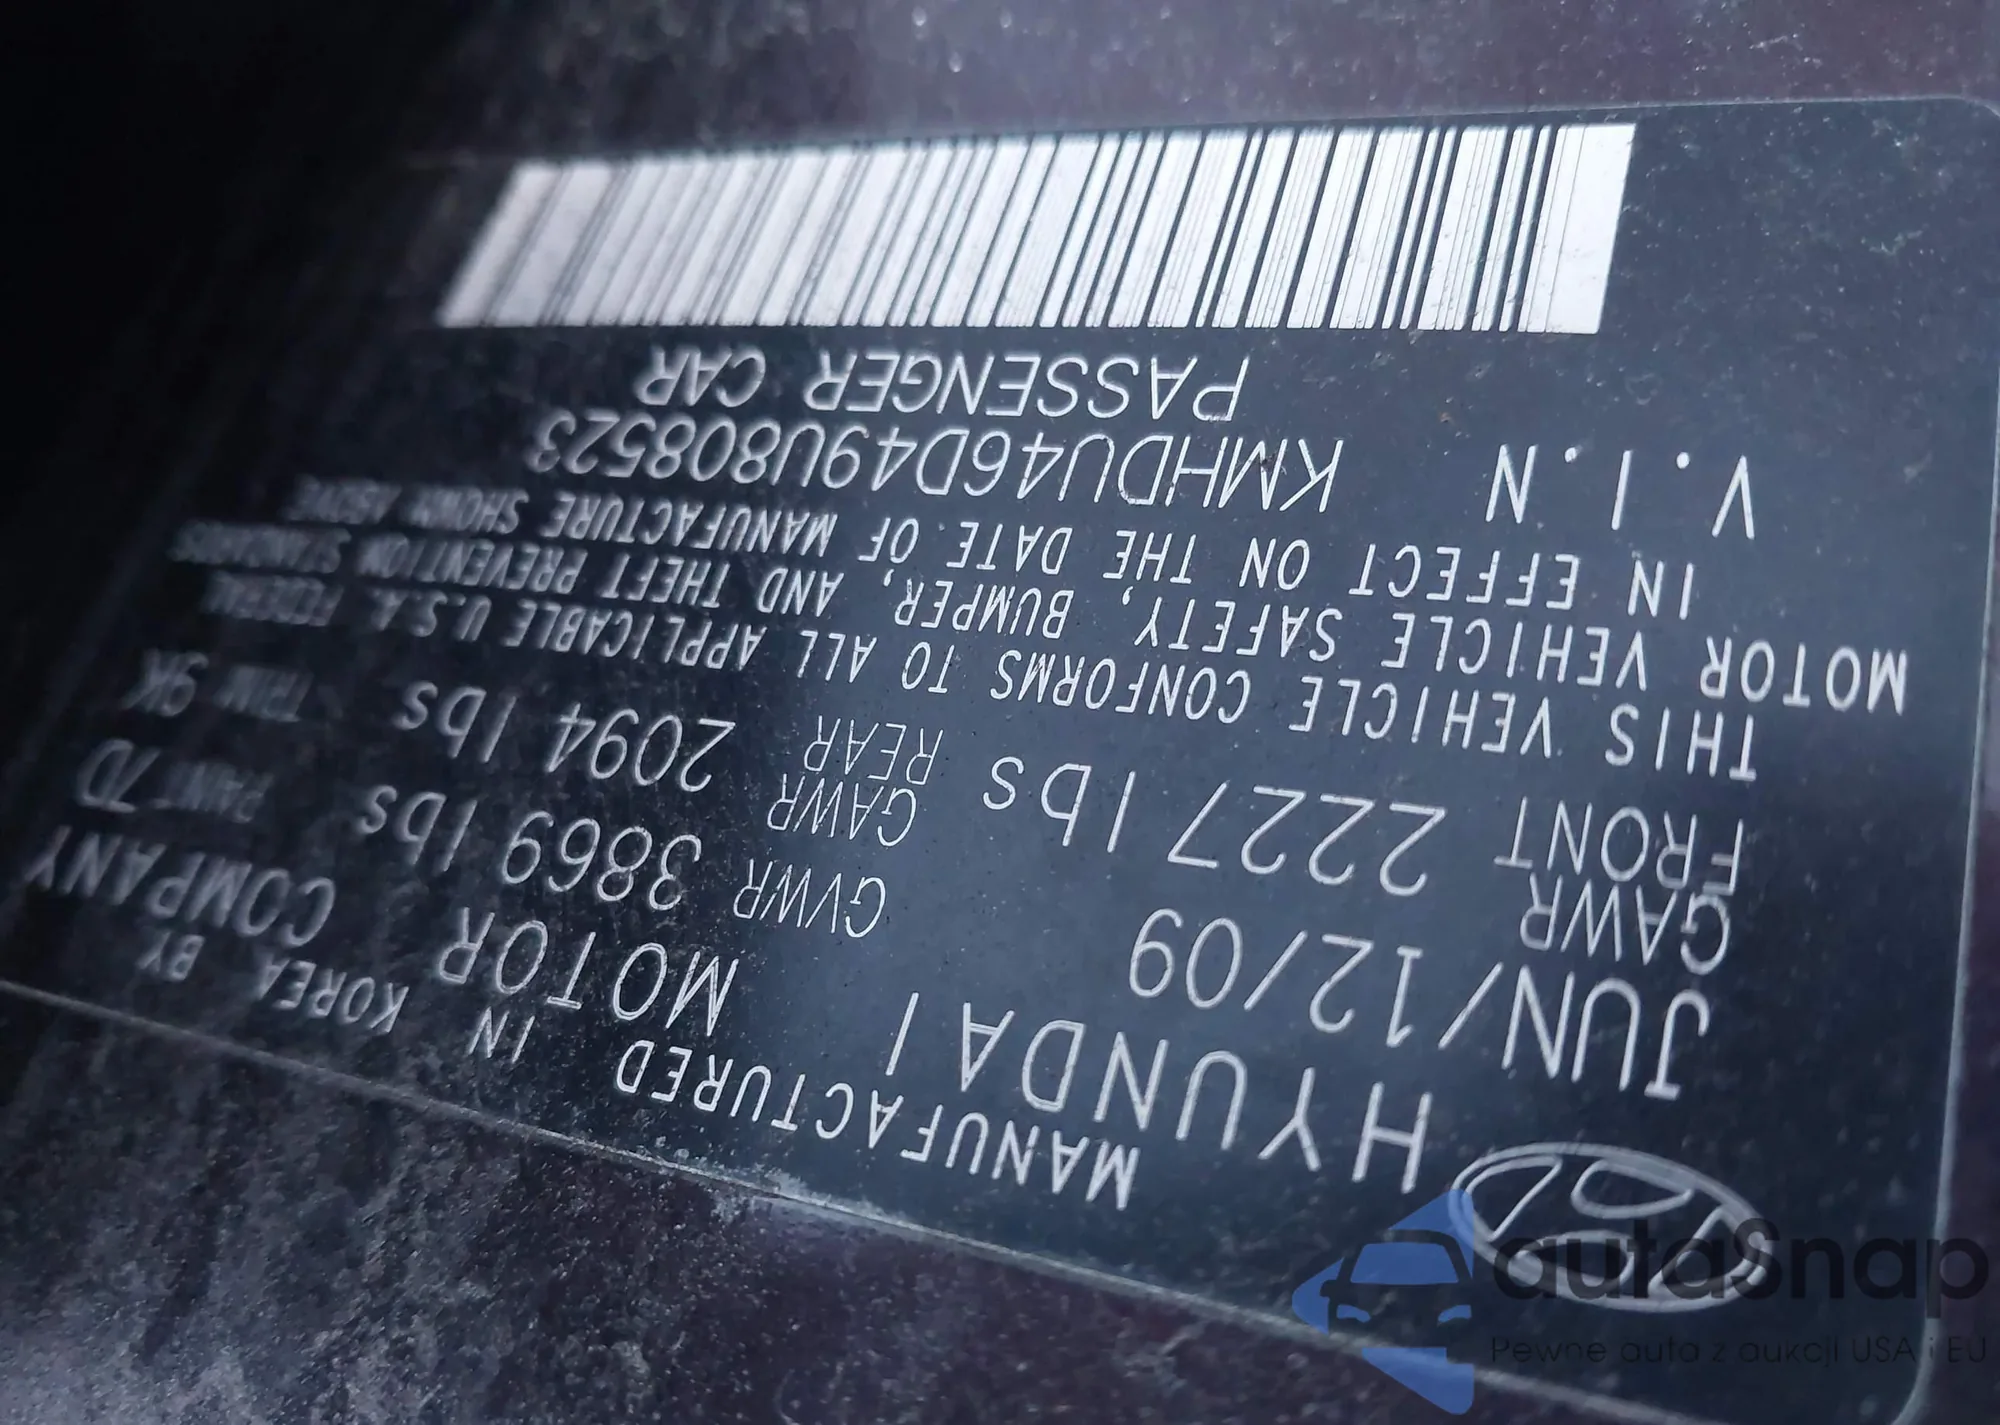 MANUFACTURED IN KOREA BY
HYUNDAI MOTOR COMPANY
JUN/12/09 GVWR 3869 lbs PAINT 7D
GAWR FRONT 2227 lbs GAWR REAR 2094 lbs TRIM 9K
THIS VEHICLE CONFORMS TO ALL APPLICABLE U.S.A. FEDERAL
MOTOR VEHICLE SAFETY, BUMPER, AND THEFT PREVENTION STANDARDS
IN EFFECT ON THE DATE OF MANUFACTURE SHOWN ABOVE
V.I.N KMHDU46D49U808523
PASSENGER CAR
autaSnap
Pewne auta z aukcji USA i EU